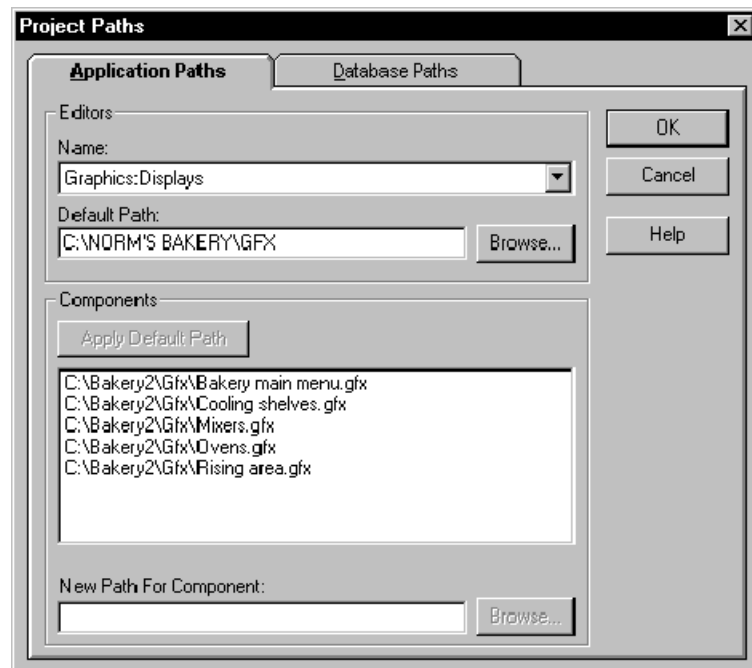 Project Paths
Application Paths
Database Paths
Editors
Name:
Graphics:Displays
Default Path:
C:\NORM'S BAKERY\GFX
Browse...
OK
Cancel
Help
Components
Apply Default Path
C:\Bakery2\Gfx\Bakery main menu.gfx
C:\Bakery2\Gfx\Cooling shelves.gfx
C:\Bakery2\Gfx\Mixers.gfx
C:\Bakery2\Gfx\Ovens.gfx
C:\Bakery2\Gfx\Rising area.gfx
New Path For Component:
Browse...